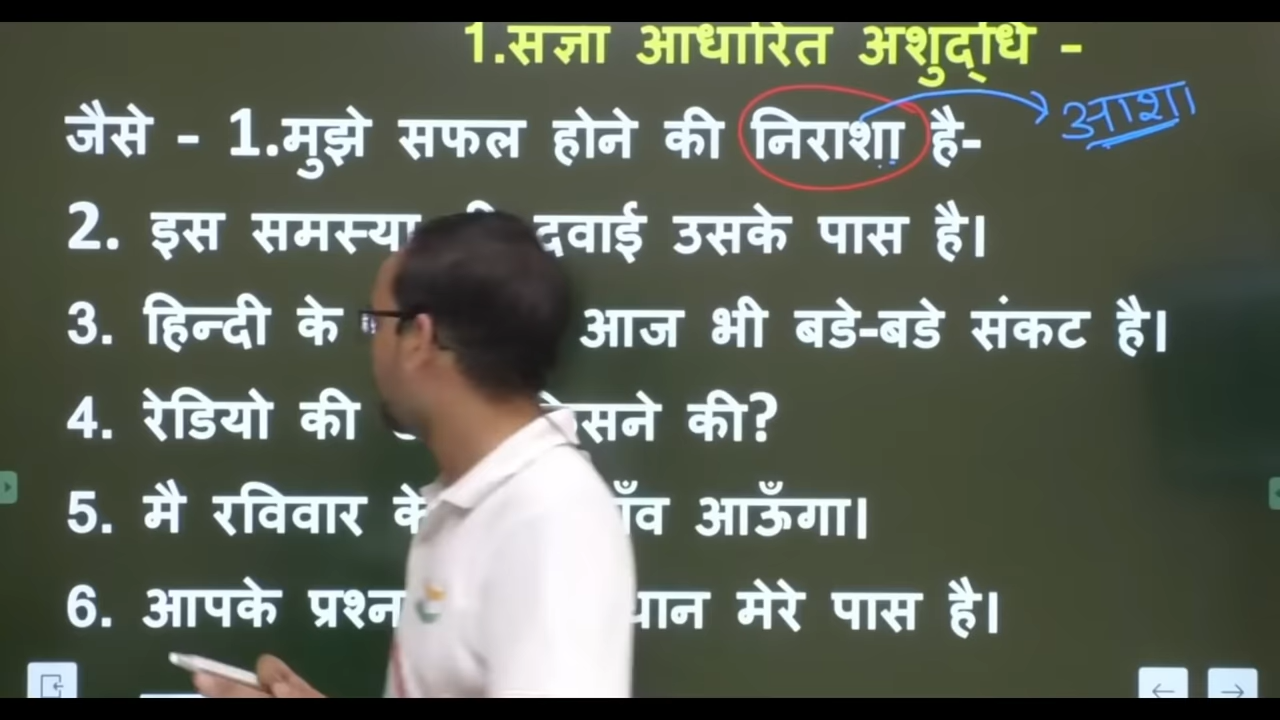 1.सज्ञा आधारित अशुद्धि -
जैसे - 1.मुझे सफल होने की निराशा है- आशा
2. इस समस्या दवाई उसके पास है।
3. हिन्दी के आज भी बडे-बडे संकट है।
4. रेडियो की की?
5. मै रविवार के आऊँगा।
6. आपके प्रश्न मेरे पास है।